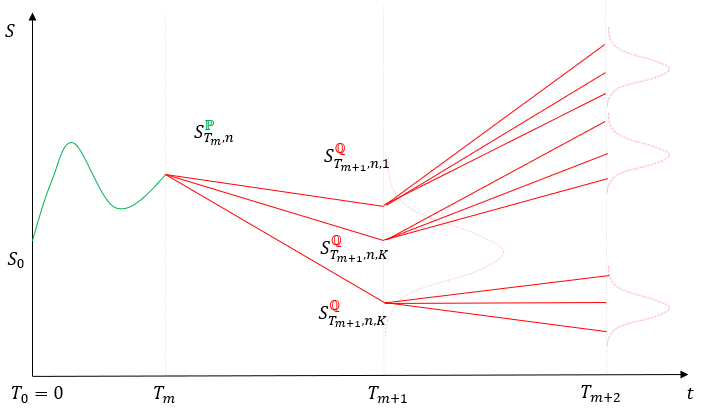 S
S^ℙ_{T_m,n}
S^ℚ_{T_{m+1},n,1}
S^ℚ_{T_{m+1},n,K}
S_0
S^ℚ_{T_{m+1},n,K}
T_0 = 0 T_m T_{m+1} T_{m+2} t